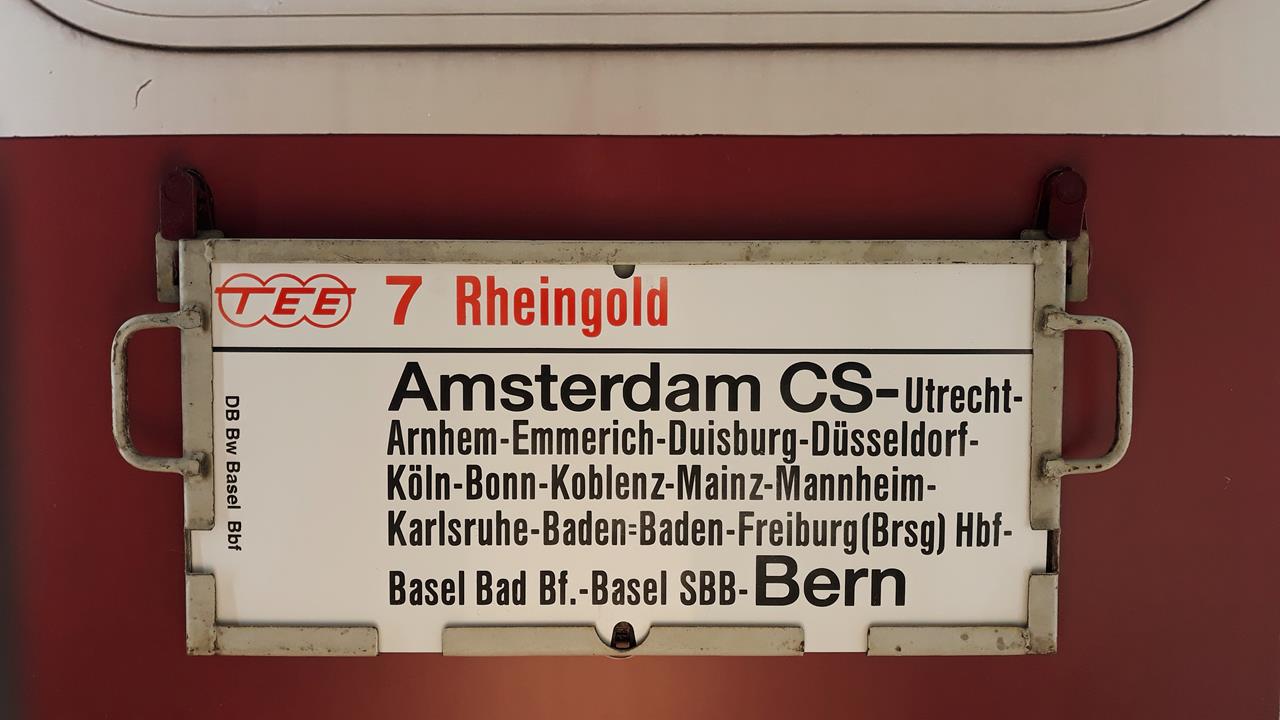 TEE 7 Rheingold
Amsterdam CS-Utrecht-
Arnhem-Emmerich-Duisburg-Düsseldorf-
Köln-Bonn-Koblenz-Mainz-Mannheim-
Karlsruhe-Baden=Baden-Freiburg(Brsg) Hbf-
Basel Bad Bf.-Basel SBB-Bern
DB Bw Basel Bbf